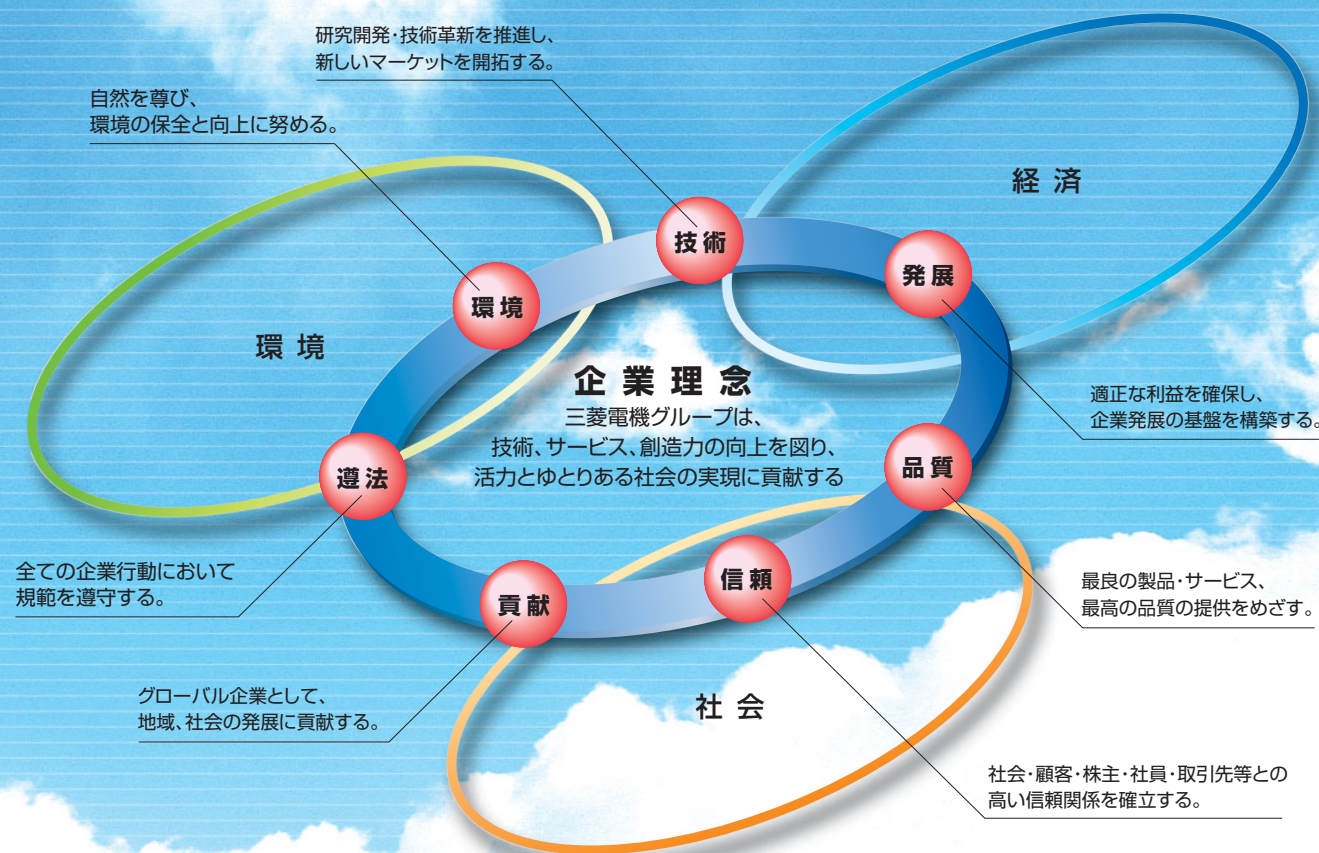 研究開発・技術革新を推進し、
新しいマーケットを開拓する。
自然を尊び、
環境の保全と向上に努める。
経済
技術
発展
環境
環境
企業理念
三菱電機グループは、
技術、サービス、創造力の向上を図り、
活力とゆとりある社会の実現に貢献する
適正な利益を確保し、
企業発展の基盤を構築する。
遵法
品質
全ての企業行動において
規範を遵守する。
信頼
貢献
最良の製品・サービス、
最高の品質の提供をめざす。
グローバル企業として、
地域、社会の発展に貢献する。
社会
社会・顧客・株主・社員・取引先等との
高い信頼関係を確立する。